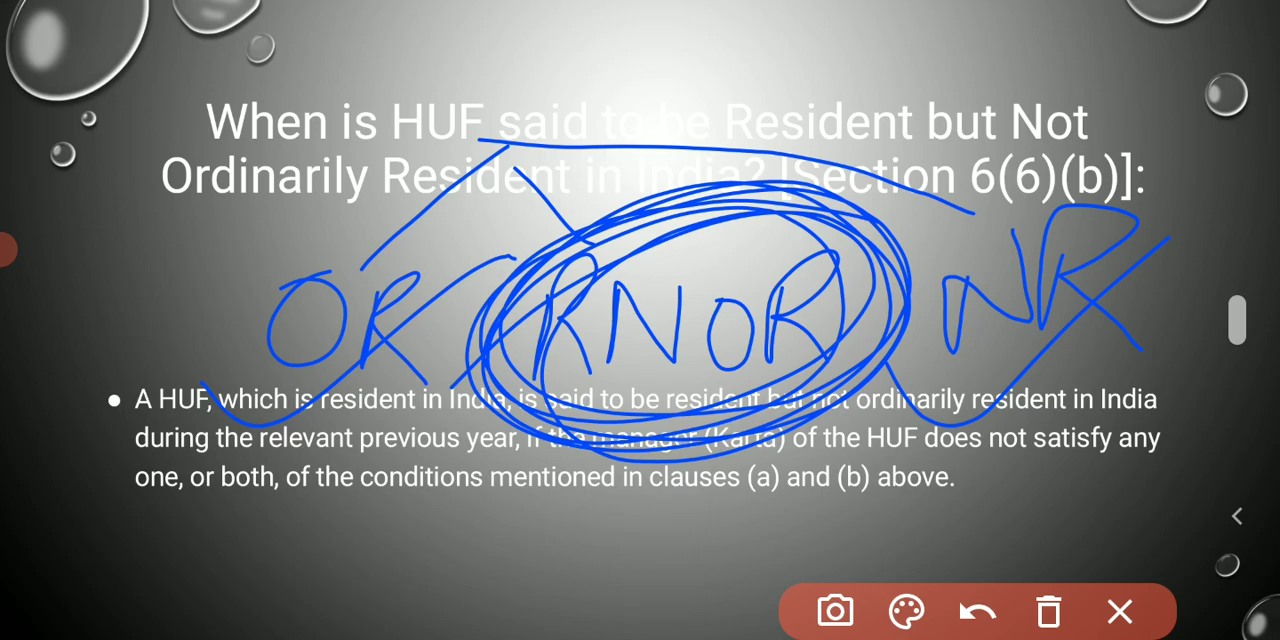 When is HUF said to be Resident but Not
Ordinarily Resident in India? [Section 6(6)(b)]:
OR RNOR NR
● A HUF, which is resident in India, is said to be resident but not ordinarily resident in India
during the relevant previous year, if the manager (Karta) of the HUF does not satisfy any
one, or both, of the conditions mentioned in clauses (a) and (b) above.